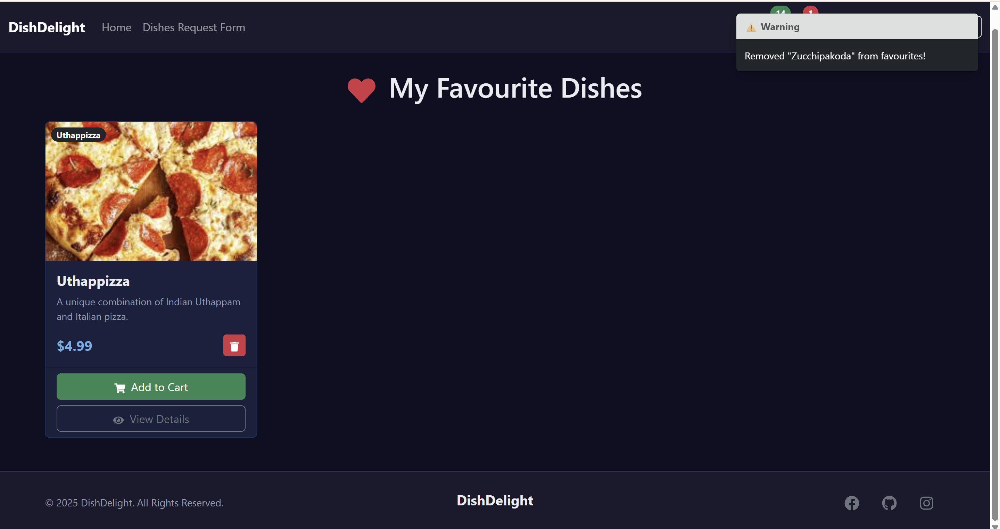 DishDelight Home Dishes Request Form
14 1
⚠️ Warning
Removed "Zucchipakoda" from favourites!
My Favourite Dishes
Uthappizza
Uthappizza
A unique combination of Indian Uthappam
and Italian pizza.
$4.99
Add to Cart
View Details
© 2025 DishDelight. All Rights Reserved.
DishDelight